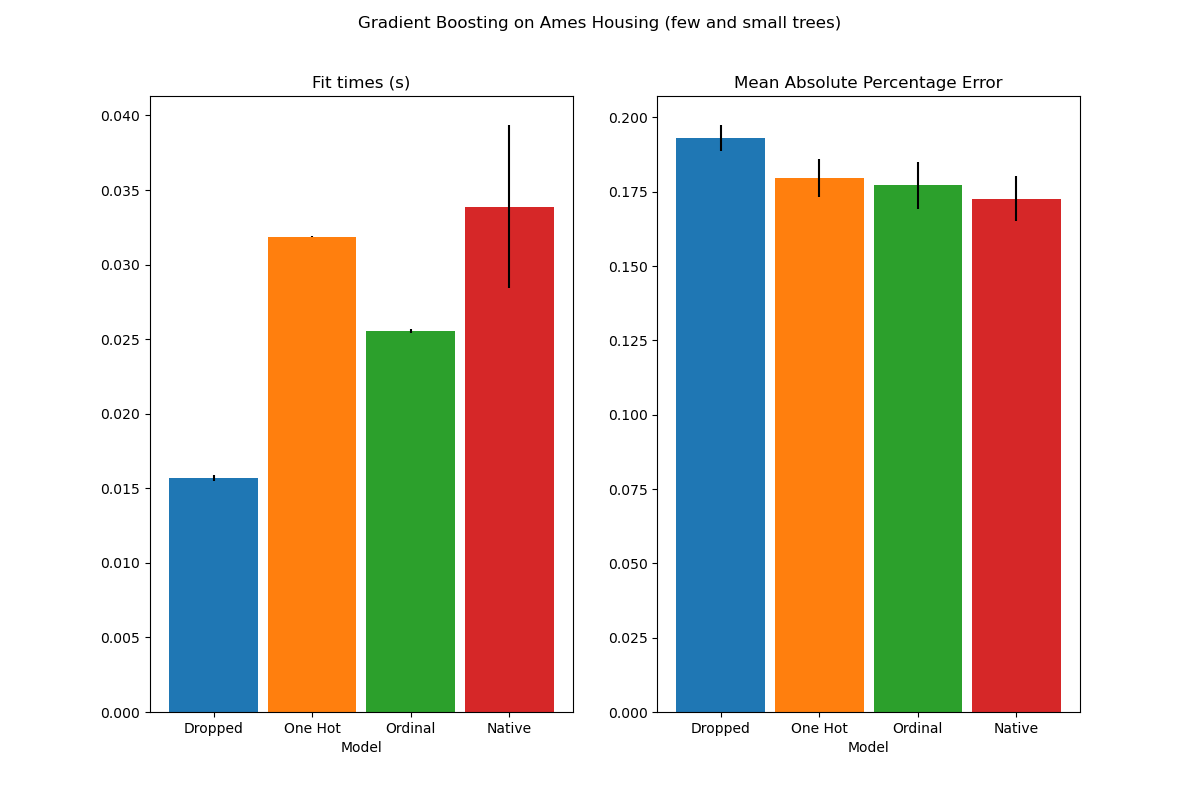 Gradient Boosting on Ames Housing (few and small trees)
Fit times (s)
0.040
0.035
0.030
0.025
0.020
0.015
0.010
0.005
0.000
Dropped One Hot Ordinal Native
Model
Mean Absolute Percentage Error
0.200
0.175
0.150
0.125
0.100
0.075
0.050
0.025
0.000
Dropped One Hot Ordinal Native
Model